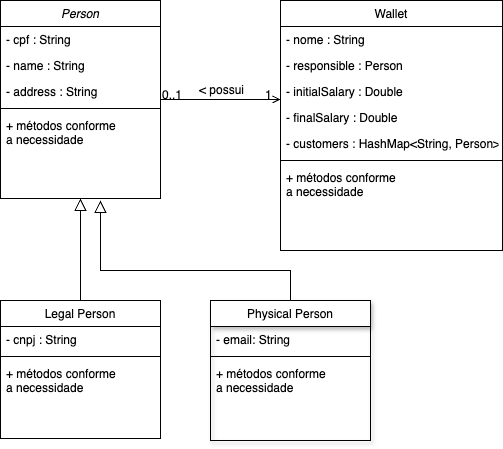 Person
- cpf : String
- name : String
- address : String
+ métodos conforme
a necessidade
0..1
< possui
1
Wallet
- nome : String
- responsible : Person
- initialSalary : Double
- finalSalary : Double
- customers : HashMap<String, Person>
+ métodos conforme
a necessidade
Legal Person
- cnpj : String
+ métodos conforme
a necessidade
Physical Person
- email: String
+ métodos conforme
a necessidade